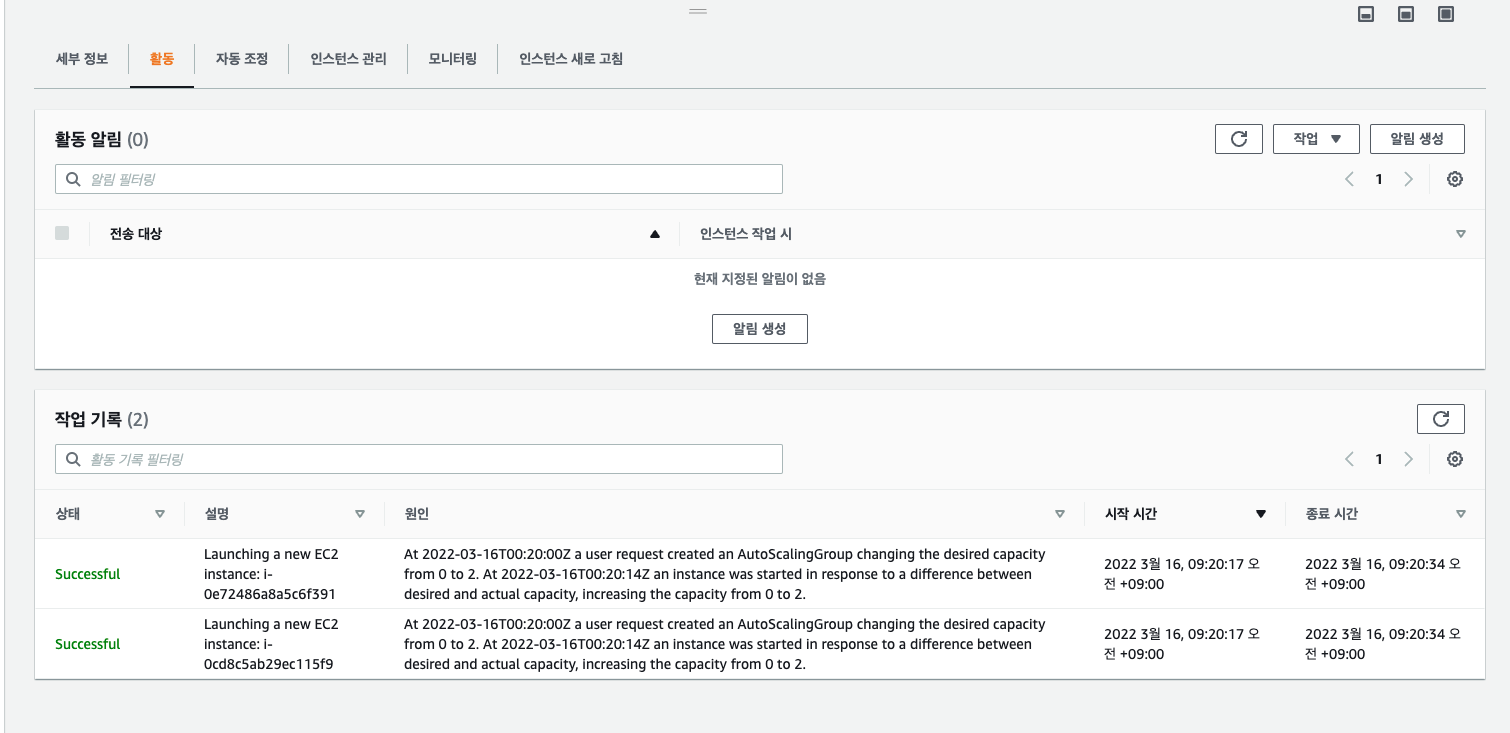 세부 정보 활동 자동 조정 인스턴스 관리 모니터링 인스턴스 새로 고침
활동 알림 (0)
작업 알림 생성
알림 필터링
1
전송 대상 인스턴스 작업 시
현재 지정된 알림이 없음
알림 생성
작업 기록 (2)
활동 기록 필터링
1
상태 설명 원인 시작 시간 종료 시간
Successful
Launching a new EC2
instance: i-
0e72486a8a5c6f391
At 2022-03-16T00:20:00Z a user request created an AutoScalingGroup changing the desired capacity
from 0 to 2. At 2022-03-16T00:20:14Z an instance was started in response to a difference between
desired and actual capacity, increasing the capacity from 0 to 2.
2022 3월 16, 09:20:17 오
전 +09:00
2022 3월 16, 09:20:34 오
전 +09:00
Successful
Launching a new EC2
instance: i-
0cd8c5ab29ec115f9
At 2022-03-16T00:20:00Z a user request created an AutoScalingGroup changing the desired capacity
from 0 to 2. At 2022-03-16T00:20:14Z an instance was started in response to a difference between
desired and actual capacity, increasing the capacity from 0 to 2.
2022 3월 16, 09:20:17 오
전 +09:00
2022 3월 16, 09:20:34 오
전 +09:00